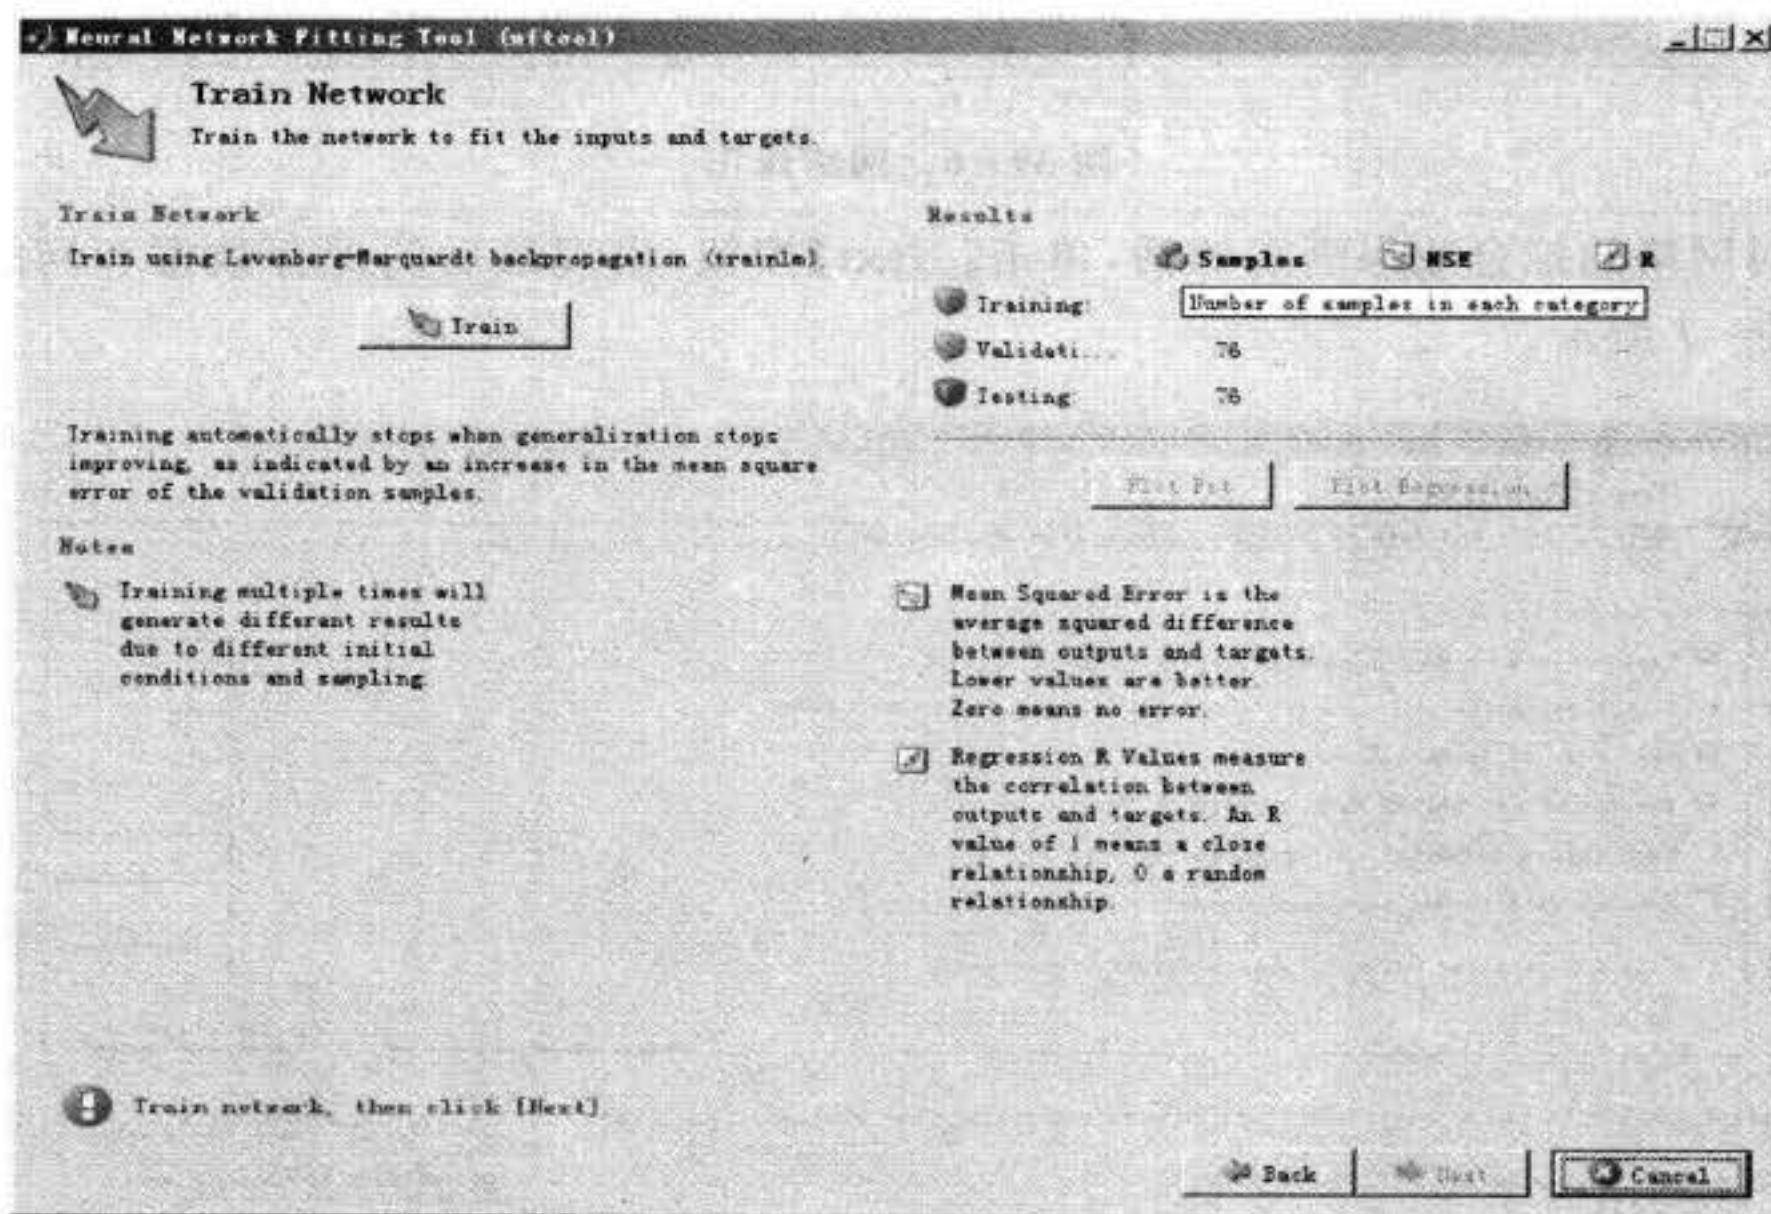 Neural Network Fitting Tool (nftool)
Train Network
Train the network to fit the inputs and targets.
Train Network
Train using Levenberg-Marquardt backpropagation (trainlm).
Train
Training automatically stops when generalization stops
improving, as indicated by an increase in the mean square
error of the validation samples.
Results
Samples MSE R
Training: Number of samples in each category
Validati... 76 -
Testing: 76
Plot Fit Plot Regression
Notes
Training multiple times will
generate different results
due to different initial
conditions and sampling.
Mean Squared Error is the
average squared difference
between outputs and targets.
Lower values are better.
Zero means no error.
Regression R Values measure
the correlation between
outputs and targets. An R
value of 1 means a close
relationship, 0 a random
relationship.
Train network, then click [Next]
Back Next Cancel